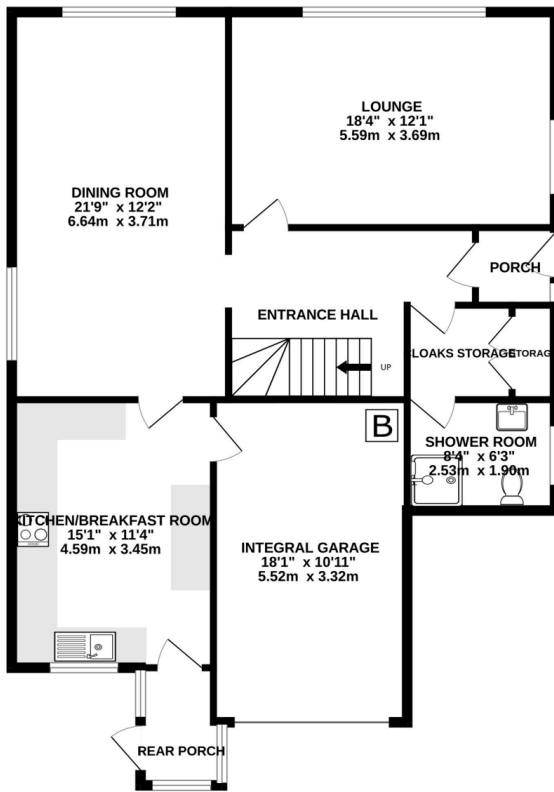 LOUNGE
18'4" x 12'1"
5.59m x 3.69m
DINING ROOM
21'9" x 12'2"
6.64m x 3.71m
PORCH
ENTRANCE HALL
UP
CLOAKS STORAGE
STORAGE
B
SHOWER ROOM
8'4" x 6'3"
2.53m x 1.90m
KITCHEN/BREAKFAST ROOM
15'1" x 11'4"
4.59m x 3.45m
INTEGRAL GARAGE
18'1" x 10'11"
5.52m x 3.32m
REAR PORCH